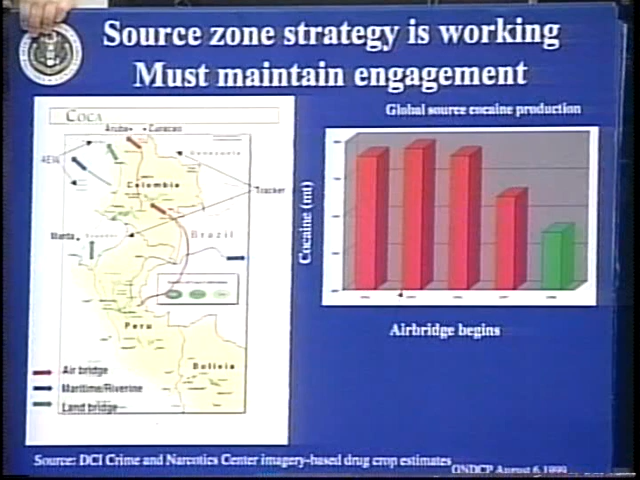 Source zone strategy is working
Must maintain engagement
COCA
Global source cocaine production
Aruba
Curacao
Venezuela
Colombia
Tracker
Manta
Brazil
Peru
Bolivia
Air bridge
Maritime/Riverine
Land bridge
Cocaine (mt)
Airbridge begins
Source: DCI Crime and Narcotics Center imagery-based drug crop estimates
ONDCP August 6, 1999